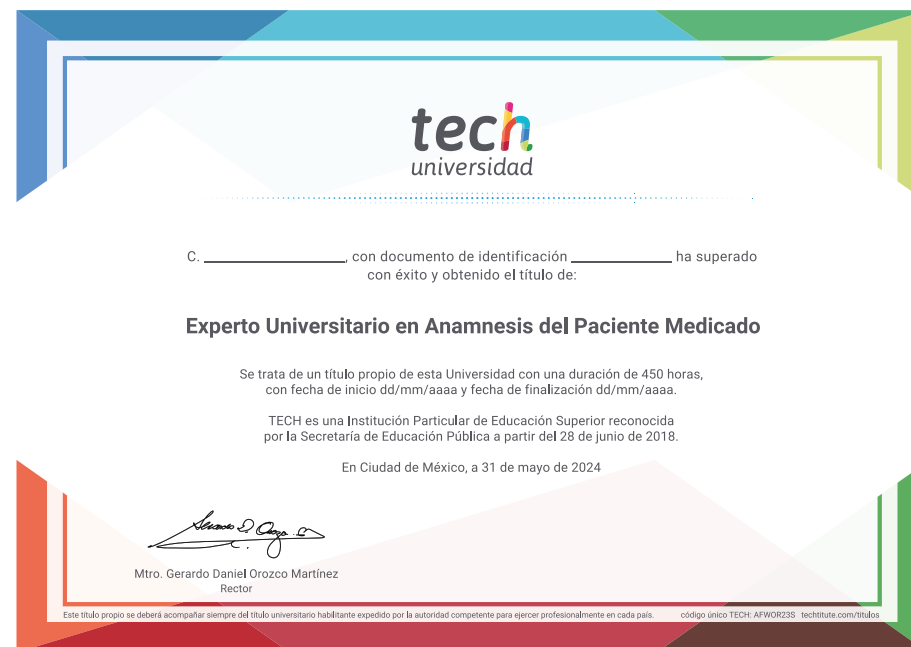 tech
universidad
C. ____________________, con documento de identificación ______________ ha superado
con éxito y obtenido el título de:
Experto Universitario en Anamnesis del Paciente Medicado
Se trata de un título propio de esta Universidad con una duración de 450 horas,
con fecha de inicio dd/mm/aaaa y fecha de finalización dd/mm/aaaa.
TECH es una Institución Particular de Educación Superior reconocida
por la Secretaría de Educación Pública a partir del 28 de junio de 2018.
En Ciudad de México, a 31 de mayo de 2024
Mtro. Gerardo Daniel Orozco Martínez
Rector
Este título propio se deberá acompañar siempre del título universitario habilitante expedido por la autoridad competente para ejercer profesionalmente en cada país. código único TECH: AFWOR23S techtitute.com/titulos